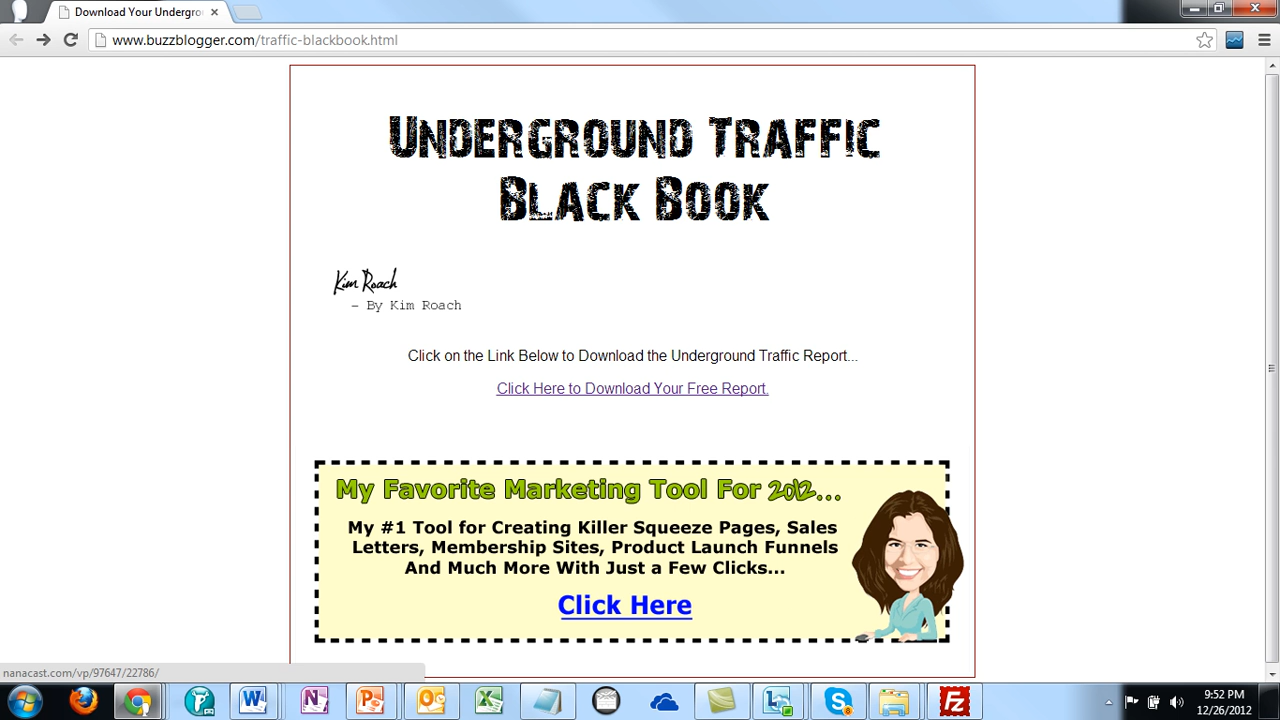 Download Your Undergro
www.buzzblogger.com/traffic-blackbook.html
Underground Traffic
Black Book
Kim Roach
– By Kim Roach
Click on the Link Below to Download the Underground Traffic Report...
Click Here to Download Your Free Report.
My Favorite Marketing Tool For 2012...
My #1 Tool for Creating Killer Squeeze Pages, Sales
Letters, Membership Sites, Product Launch Funnels
And Much More With Just a Few Clicks...
Click Here
nanacast.com/vp/97647/22786/
9:52 PM
12/26/2012